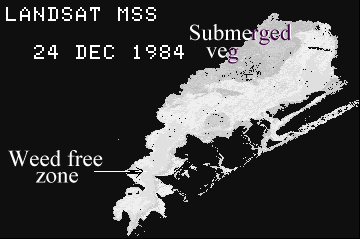 LANDSAT MSS
24 DEC 1984
Submerged
veg
Weed free
zone